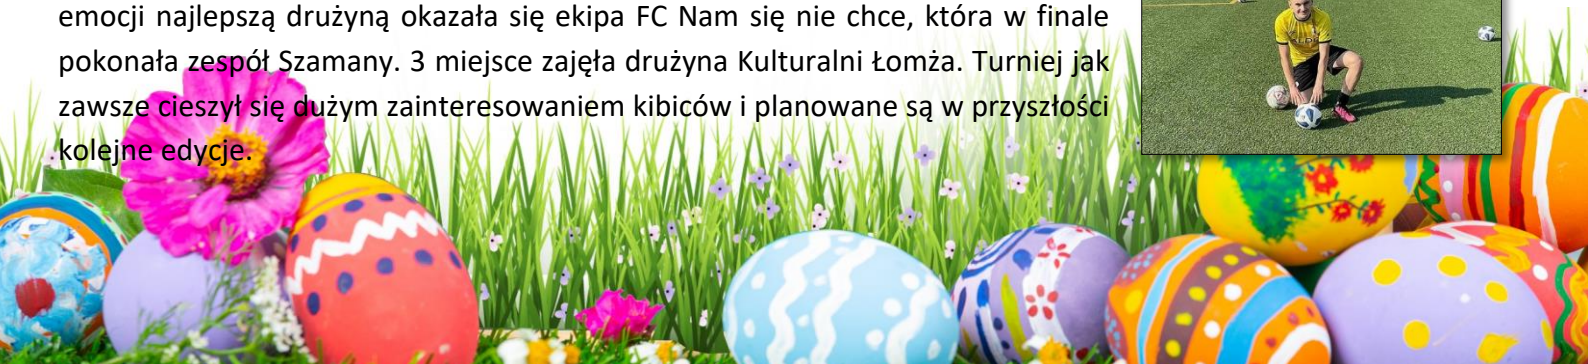 emocji najlepszą drużyną okazała się ekipa FC Nam się nie chce, która w finale
pokonała zespół Szamany. 3 miejsce zajęła drużyna Kulturalni Łomża. Turniej jak
zawsze cieszył się dużym zainteresowaniem kibiców i planowane są w przyszłości
kolejne edycje.